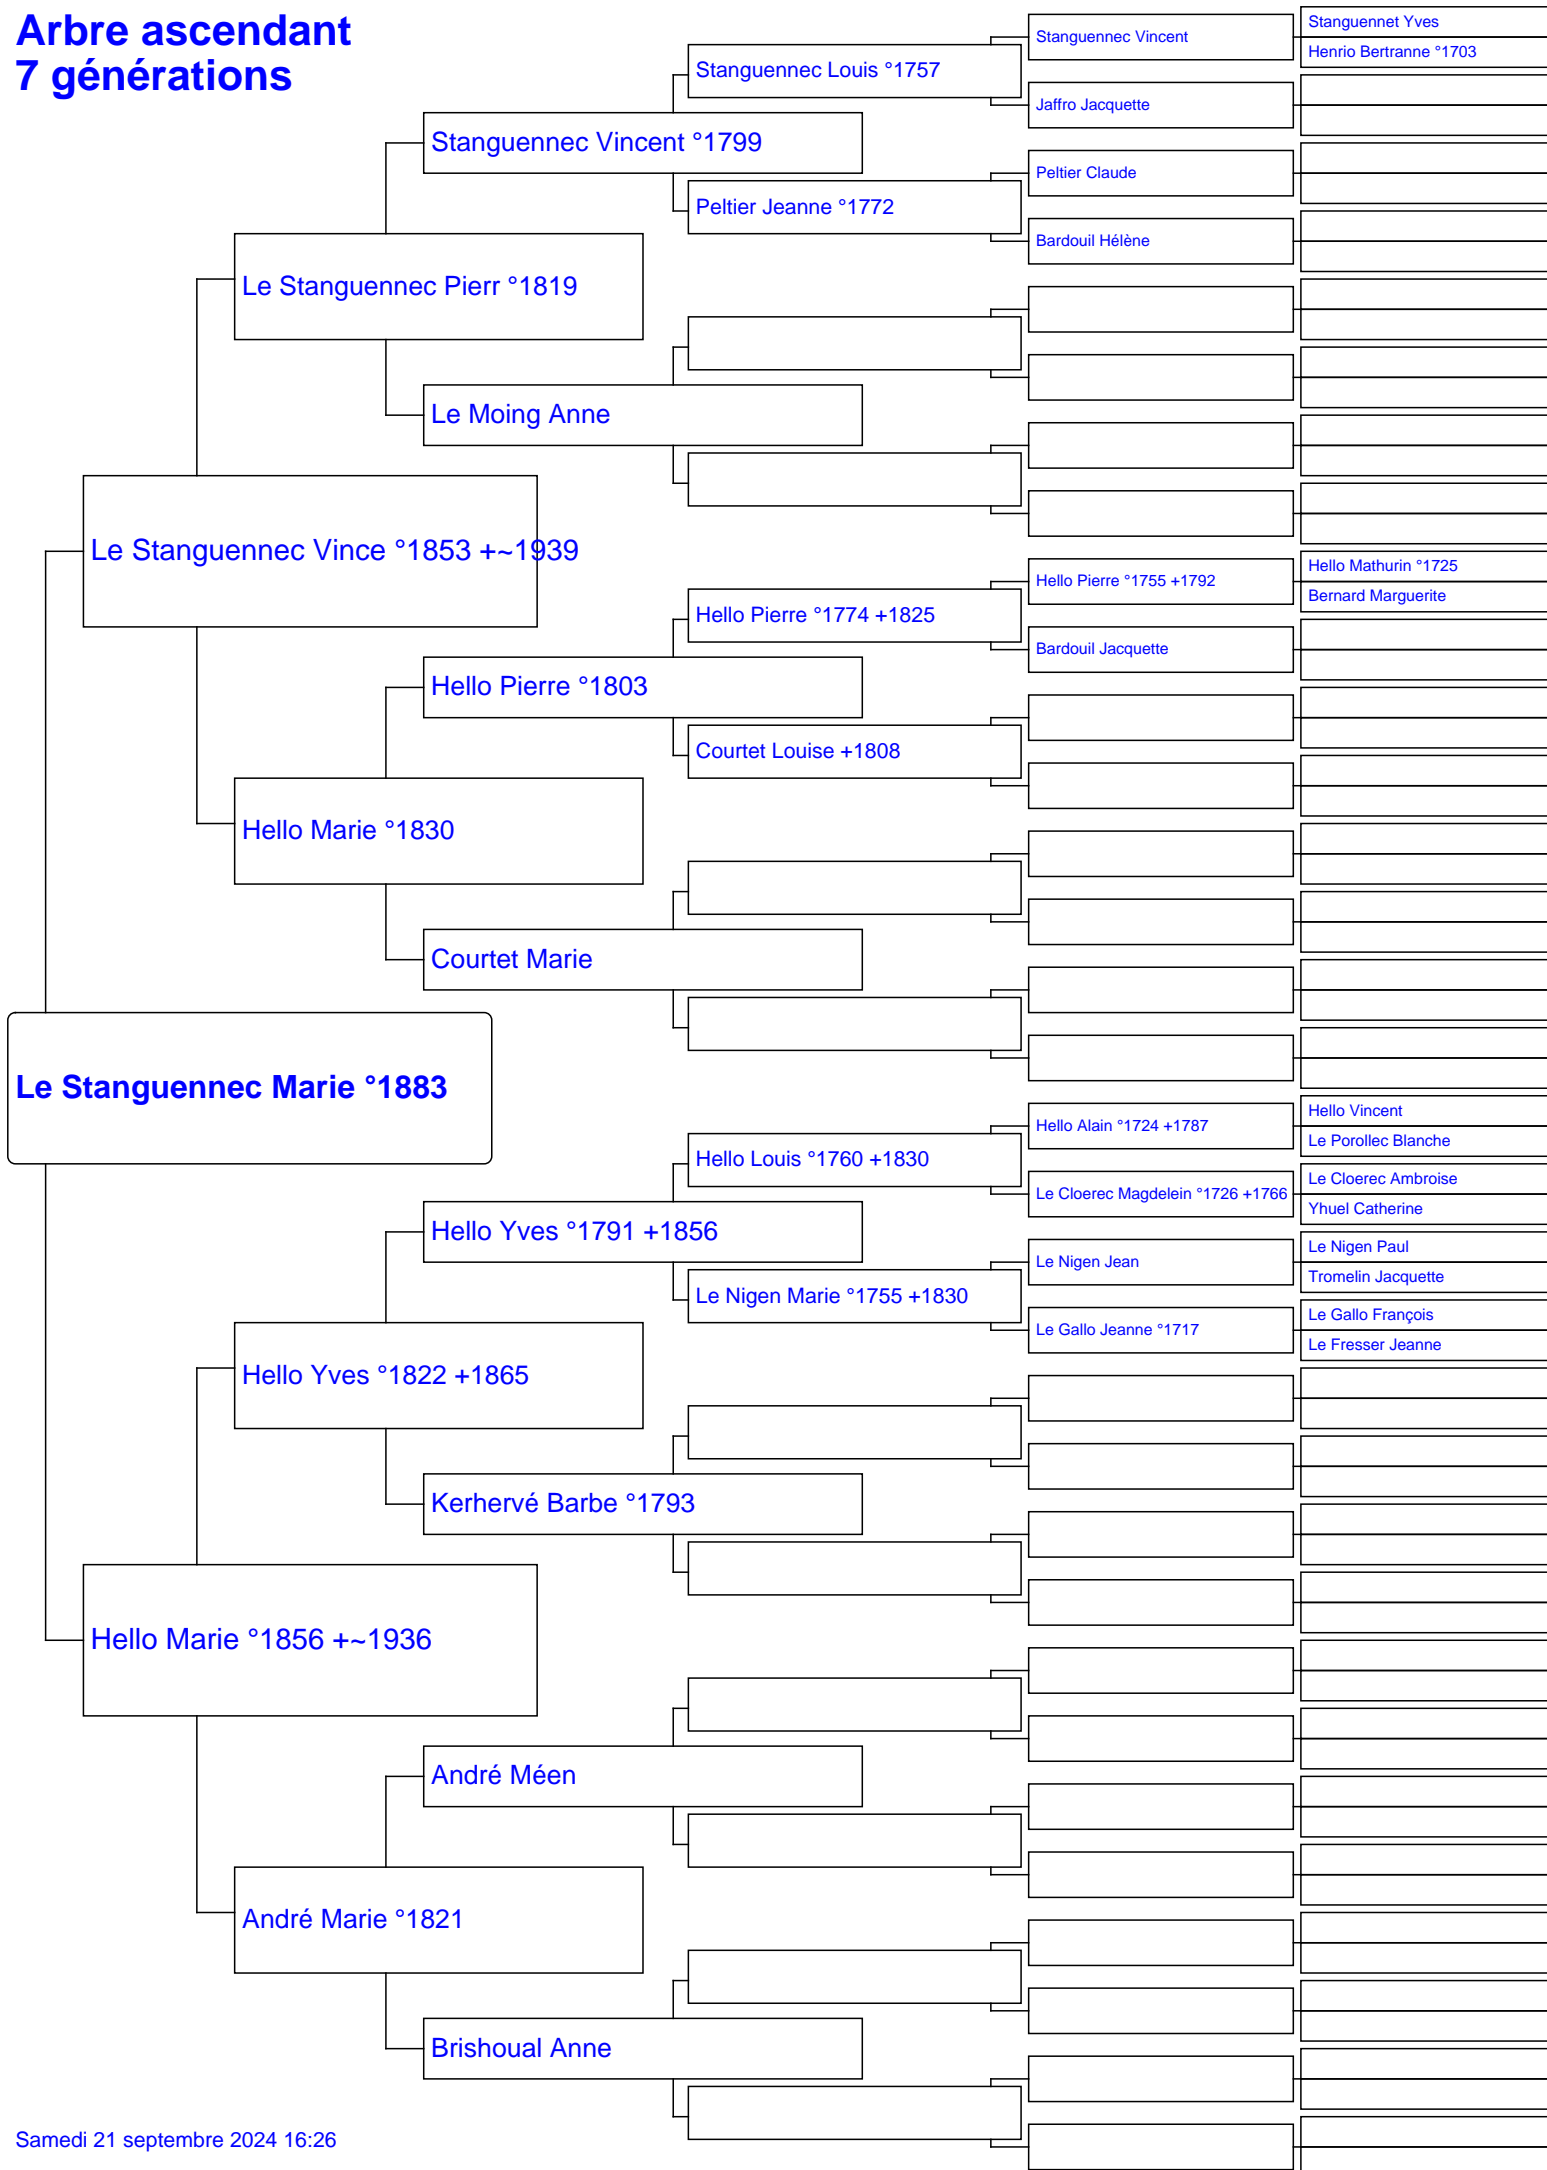 Arbre ascendant
7 générations
Stanguennec Vincent
Stanguennet Yves
Henrio Bertranne °1703
Stanguennec Louis °1757
Jaffro Jacquette
Stanguennec Vincent °1799
Peltier Claude
Peltier Jeanne °1772
Bardouil Hélène
Le Stanguennec Pierr °1819
Le Moing Anne
Le Stanguennec Vince °1853 +~1939
Hello Pierre °1755 +1792
Hello Mathurin °1725
Bernard Marguerite
Hello Pierre °1774 +1825
Bardouil Jacquette
Hello Pierre °1803
Courtet Louise +1808
Hello Marie °1830
Courtet Marie
Le Stanguennec Marie °1883
Hello Alain °1724 +1787
Hello Vincent
Le Porollec Blanche
Hello Louis °1760 +1830
Le Cloerec Magdelein °1726 +1766
Le Cloerec Ambroise
Yhuel Catherine
Hello Yves °1791 +1856
Le Nigen Jean
Le Nigen Paul
Tromelin Jacquette
Le Nigen Marie °1755 +1830
Le Gallo Jeanne °1717
Le Gallo François
Le Fresser Jeanne
Hello Yves °1822 +1865
Kerhervé Barbe °1793
Hello Marie °1856 +~1936
André Méen
André Marie °1821
Brishoual Anne
Samedi 21 septembre 2024 16:26